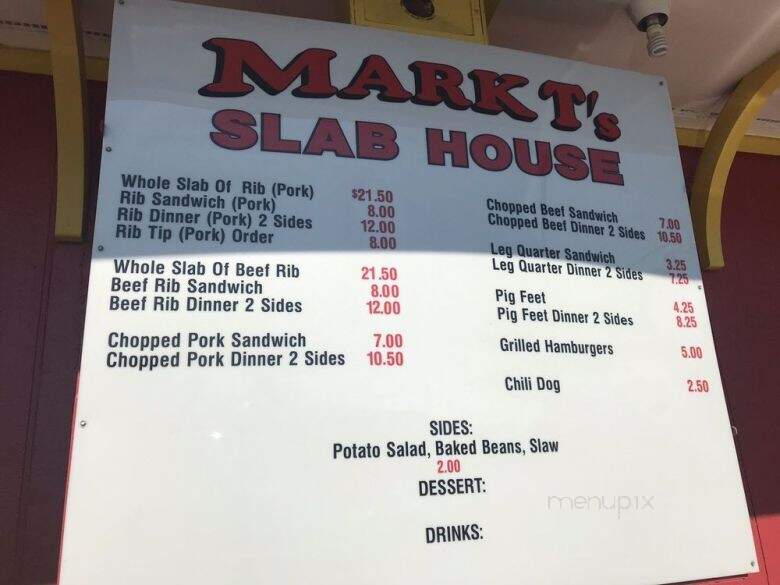 MARK T's
SLAB HOUSE
Whole Slab Of Rib (Pork) $21.50
Rib Sandwich (Pork) 8.00
Rib Dinner (Pork) 2 Sides 12.00
Rib Tip (Pork) Order 8.00
Whole Slab Of Beef Rib 21.50
Beef Rib Sandwich 8.00
Beef Rib Dinner 2 Sides 12.00
Chopped Pork Sandwich 7.00
Chopped Pork Dinner 2 Sides 10.50
Chopped Beef Sandwich 7.00
Chopped Beef Dinner 2 Sides 10.50
Leg Quarter Sandwich 3.25
Leg Quarter Dinner 2 Sides 7.25
Pig Feet 4.25
Pig Feet Dinner 2 Sides 8.25
Grilled Hamburgers 5.00
Chili Dog 2.50
SIDES:
Potato Salad, Baked Beans, Slaw
2.00
DESSERT:
DRINKS:
menupix